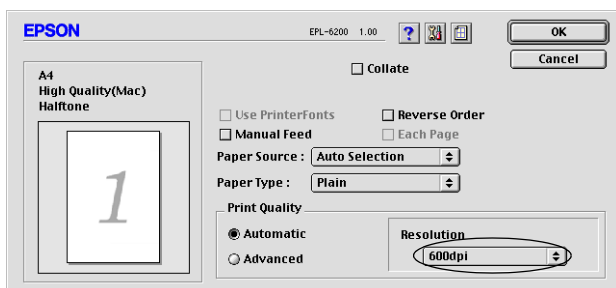 EPSON
EPL-6200 1.00
?
OK
Cancel
Collate
A4
High Quality(Mac)
Halftone
1
Use PrinterFonts
Reverse Order
Manual Feed
Each Page
Paper Source : Auto Selection
Paper Type : Plain
Print Quality
Automatic
Advanced
Resolution
600dpi